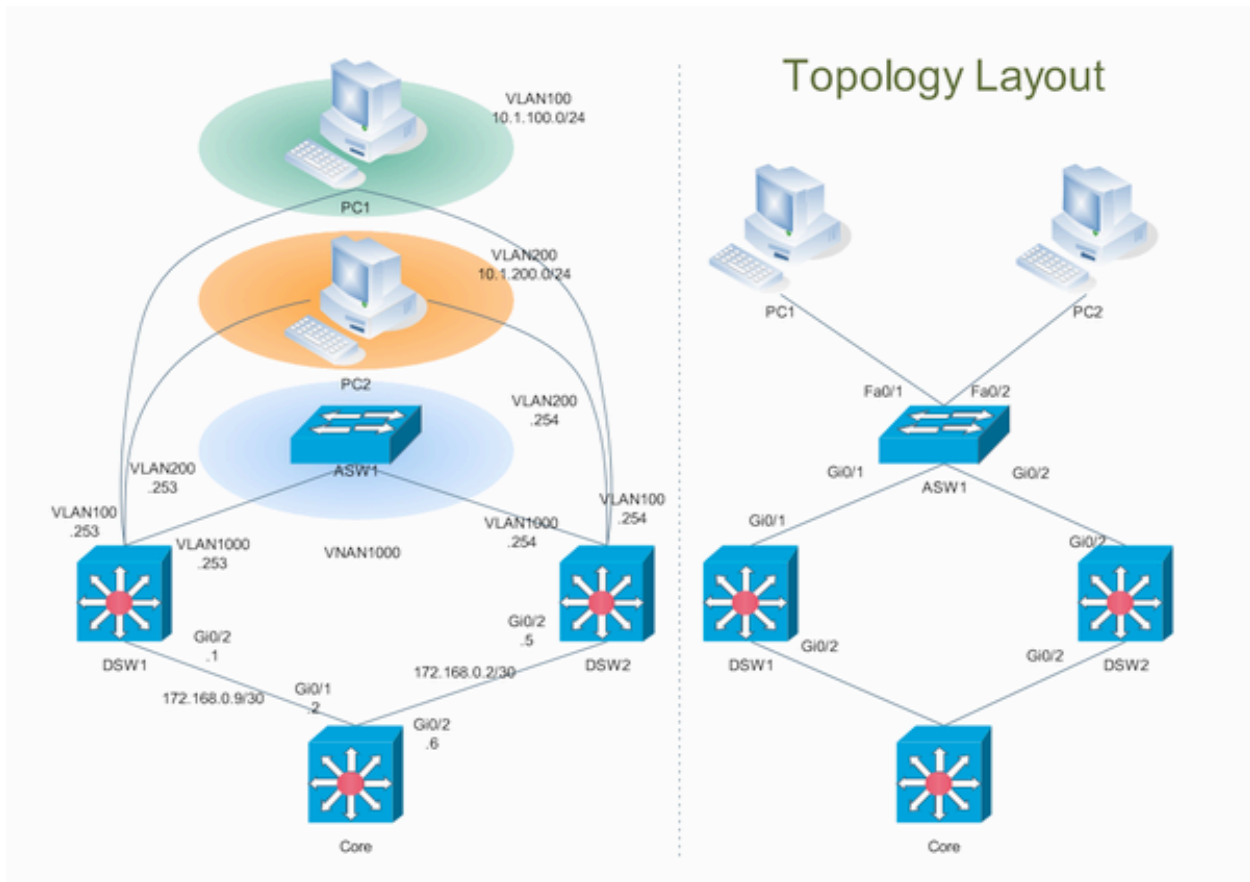 Topology Layout
VLAN100
10.1.100.0/24
PC1
VLAN200
10.1.200.0/24
PC2
VLAN200
.254
ASW1
VLAN200
.253
VLAN100
.253
VLAN1000
.253
VNAN1000
VLAN1000
.254
VLAN100
.254
DSW1
Gi0/2
.1
Gi0/2
.5
DSW2
172.168.0.9/30
Gi0/1
.2
172.168.0.2/30
Gi0/2
.6
Core
PC1
PC2
Fa0/1
Fa0/2
Gi0/1
ASW1
Gi0/2
Gi0/1
Gi0/2
DSW1
Gi0/2
Gi0/2
DSW2
Core